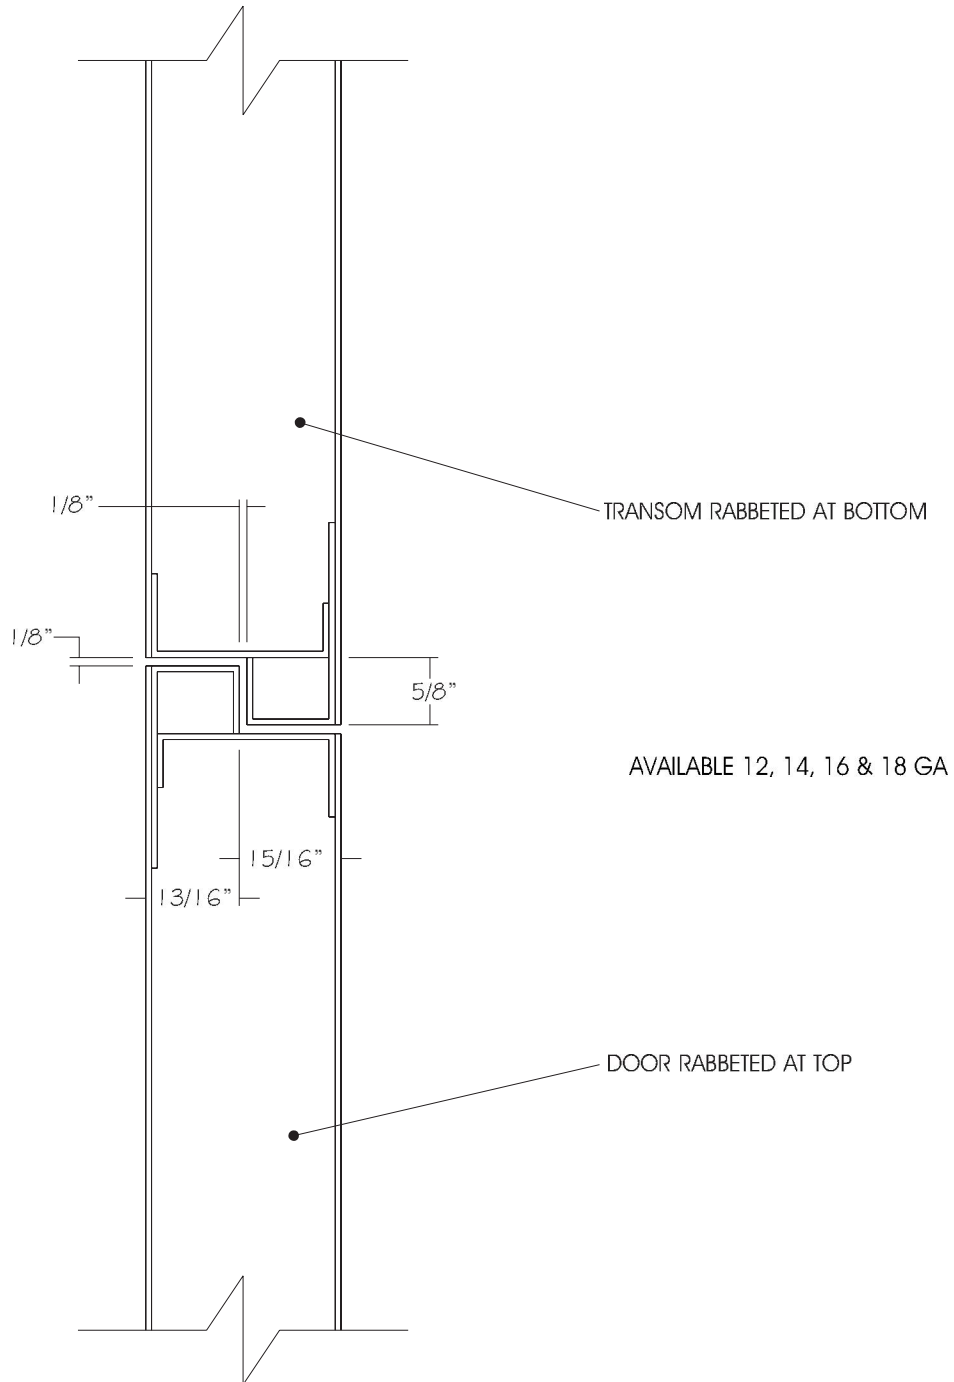 1/8”
TRANSOM RABBETED AT BOTTOM
1/8”
5/8”
AVAILABLE 12, 14, 16 & 18 GA
15/16”
13/16”
DOOR RABBETED AT TOP